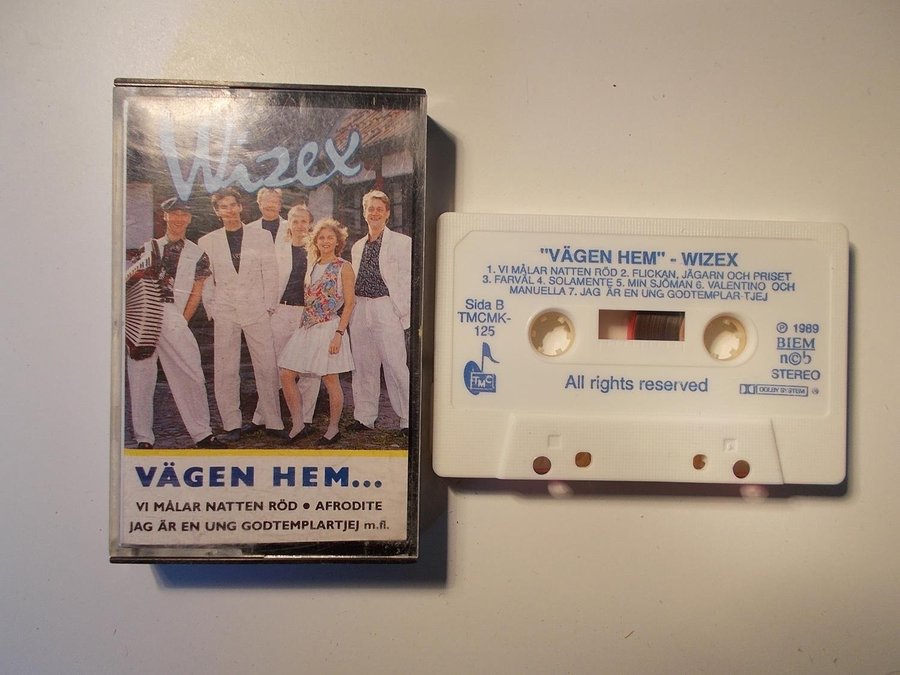 Wizex
VÄGEN HEM...
VI MÅLAR NATTEN RÖD • AFRODITE
JAG ÄR EN UNG GODTEMPLARTJEJ m.fl.
"VÄGEN HEM" - WIZEX
1. VI MÅLAR NATTEN RÖD 2. FLICKAN, JÄGARN OCH PRISET
3. FARVÄL 4. SOLAMENTE 5. MIN SJÖMAN 6. VALENTINO OCH
MANUELLA 7. JAG ÄR EN UNG GODTEMPLAR-TJEJ
Sida B
TMCMK-
125
TMC
All rights reserved
Ⓟ 1989
BIEM
n©b
STEREO
DOLBY SYSTEM